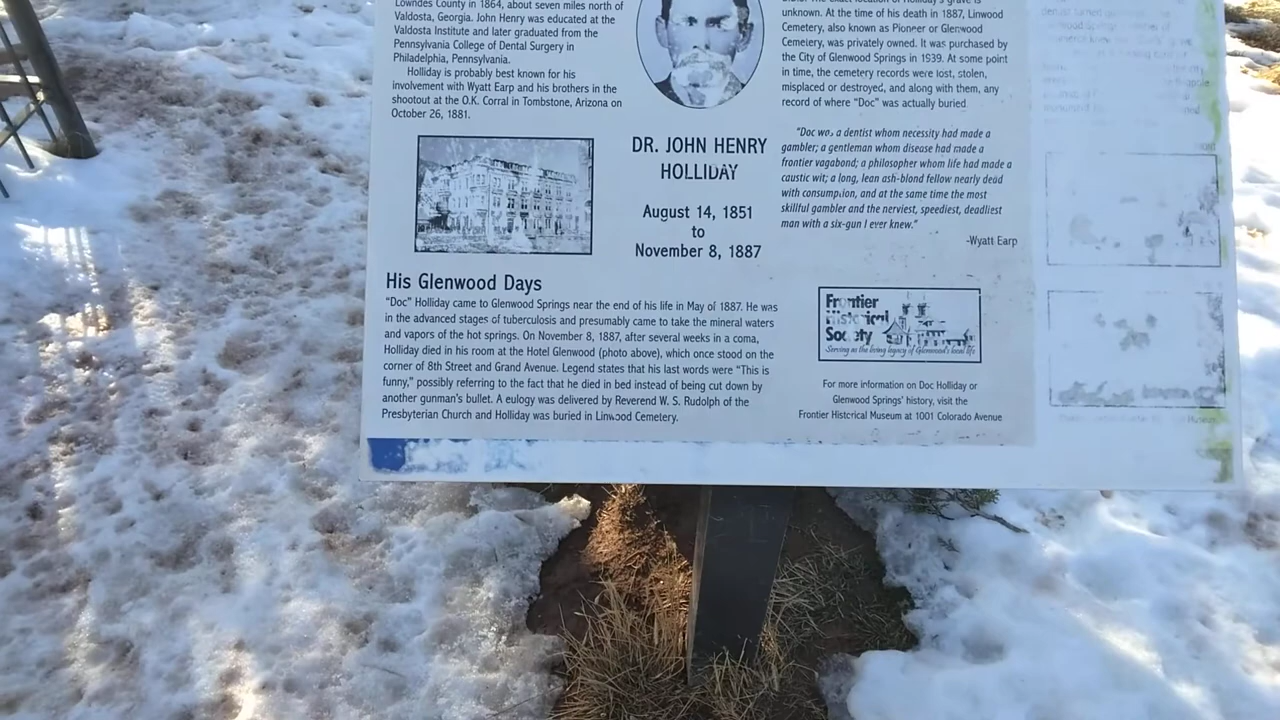 Lowndes County in 1864, about seven miles north of
Valdosta, Georgia. John Henry was educated at the
Valdosta Institute and later graduated from the
Pennsylvania College of Dental Surgery in
Philadelphia, Pennsylvania.
Holliday is probably best known for his
involvement with Wyatt Earp and his brothers in the
shootout at the O.K. Corral in Tombstone, Arizona on
October 26, 1881.
DR. JOHN HENRY
HOLLIDAY
August 14, 1851
to
November 8, 1887
unknown. At the time of his death in 1887, Linwood
Cemetery, also known as Pioneer or Glenwood
Cemetery, was privately owned. It was purchased by
the City of Glenwood Springs in 1939. At some point
in time, the cemetery records were lost, stolen,
misplaced or destroyed, and along with them, any
record of where "Doc" was actually buried.
"Doc wo, a dentist whom necessity had made a
gambler; a gentleman whom disease had made a
frontier vagabond; a philosopher whom life had made a
caustic wit; a long, lean ash-blond fellow nearly dead
with consumption, and at the same time the most
skillful gambler and the nerviest, speediest, deadliest
man with a six-gun I ever knew."
-Wyatt Earp
His Glenwood Days
"Doc" Holliday came to Glenwood Springs near the end of his life in May of 1887. He was
in the advanced stages of tuberculosis and presumably came to take the mineral waters
and vapors of the hot springs. On November 8, 1887, after several weeks in a coma,
Holliday died in his room at the Hotel Glenwood (photo above), which once stood on the
corner of 8th Street and Grand Avenue. Legend states that his last words were "This is
funny," possibly referring to the fact that he died in bed instead of being cut down by
another gunman's bullet. A eulogy was delivered by Reverend W. S. Rudolph of the
Presbyterian Church and Holliday was buried in Linwood Cemetery.
Frontier
Historical
Society
Serving as the living legacy of Glenwood's local life
For more information on Doc Holliday or
Glenwood Springs' history, visit the
Frontier Historical Museum at 1001 Colorado Avenue